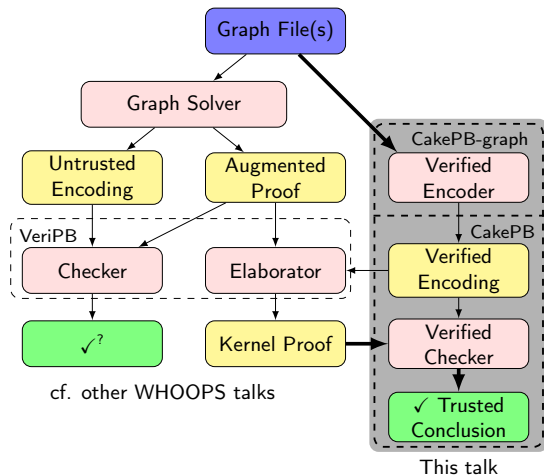 Graph File(s)
Graph Solver
CakePB-graph
Untrusted
Encoding
Augmented
Proof
Verified
Encoder
VeriPB
CakePB
Checker
Elaborator
Verified
Encoding
✓?
Kernel Proof
Verified
Checker
cf. other WHOOPS talks
✓ Trusted
Conclusion
This talk